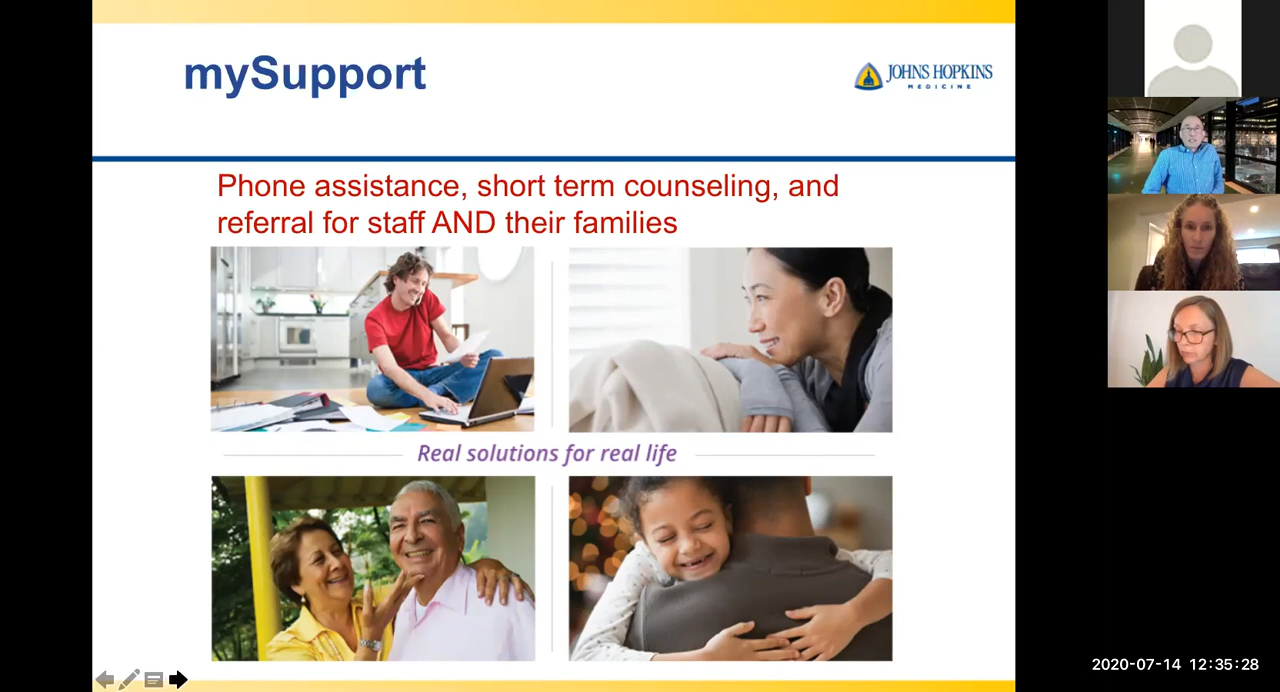 mySupport
JOHNS HOPKINS
MEDICINE
Phone assistance, short term counseling, and
referral for staff AND their families
Real solutions for real life
2020-07-14 12:35:28